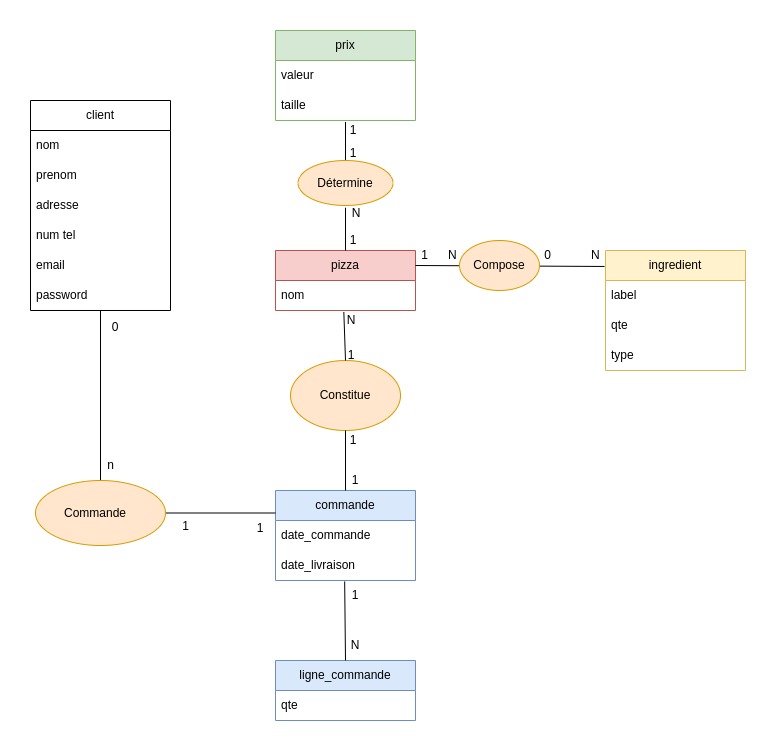 prix
valeur
taille
1
1
Détermine
N
1
client
nom
prenom
adresse
num tel
email
password
0
n
pizza
nom
1
N
Compose
0
N
ingredient
label
qte
type
N
1
Constitue
1
1
Commande
1
1
commande
date_commande
date_livraison
1
N
ligne_commande
qte